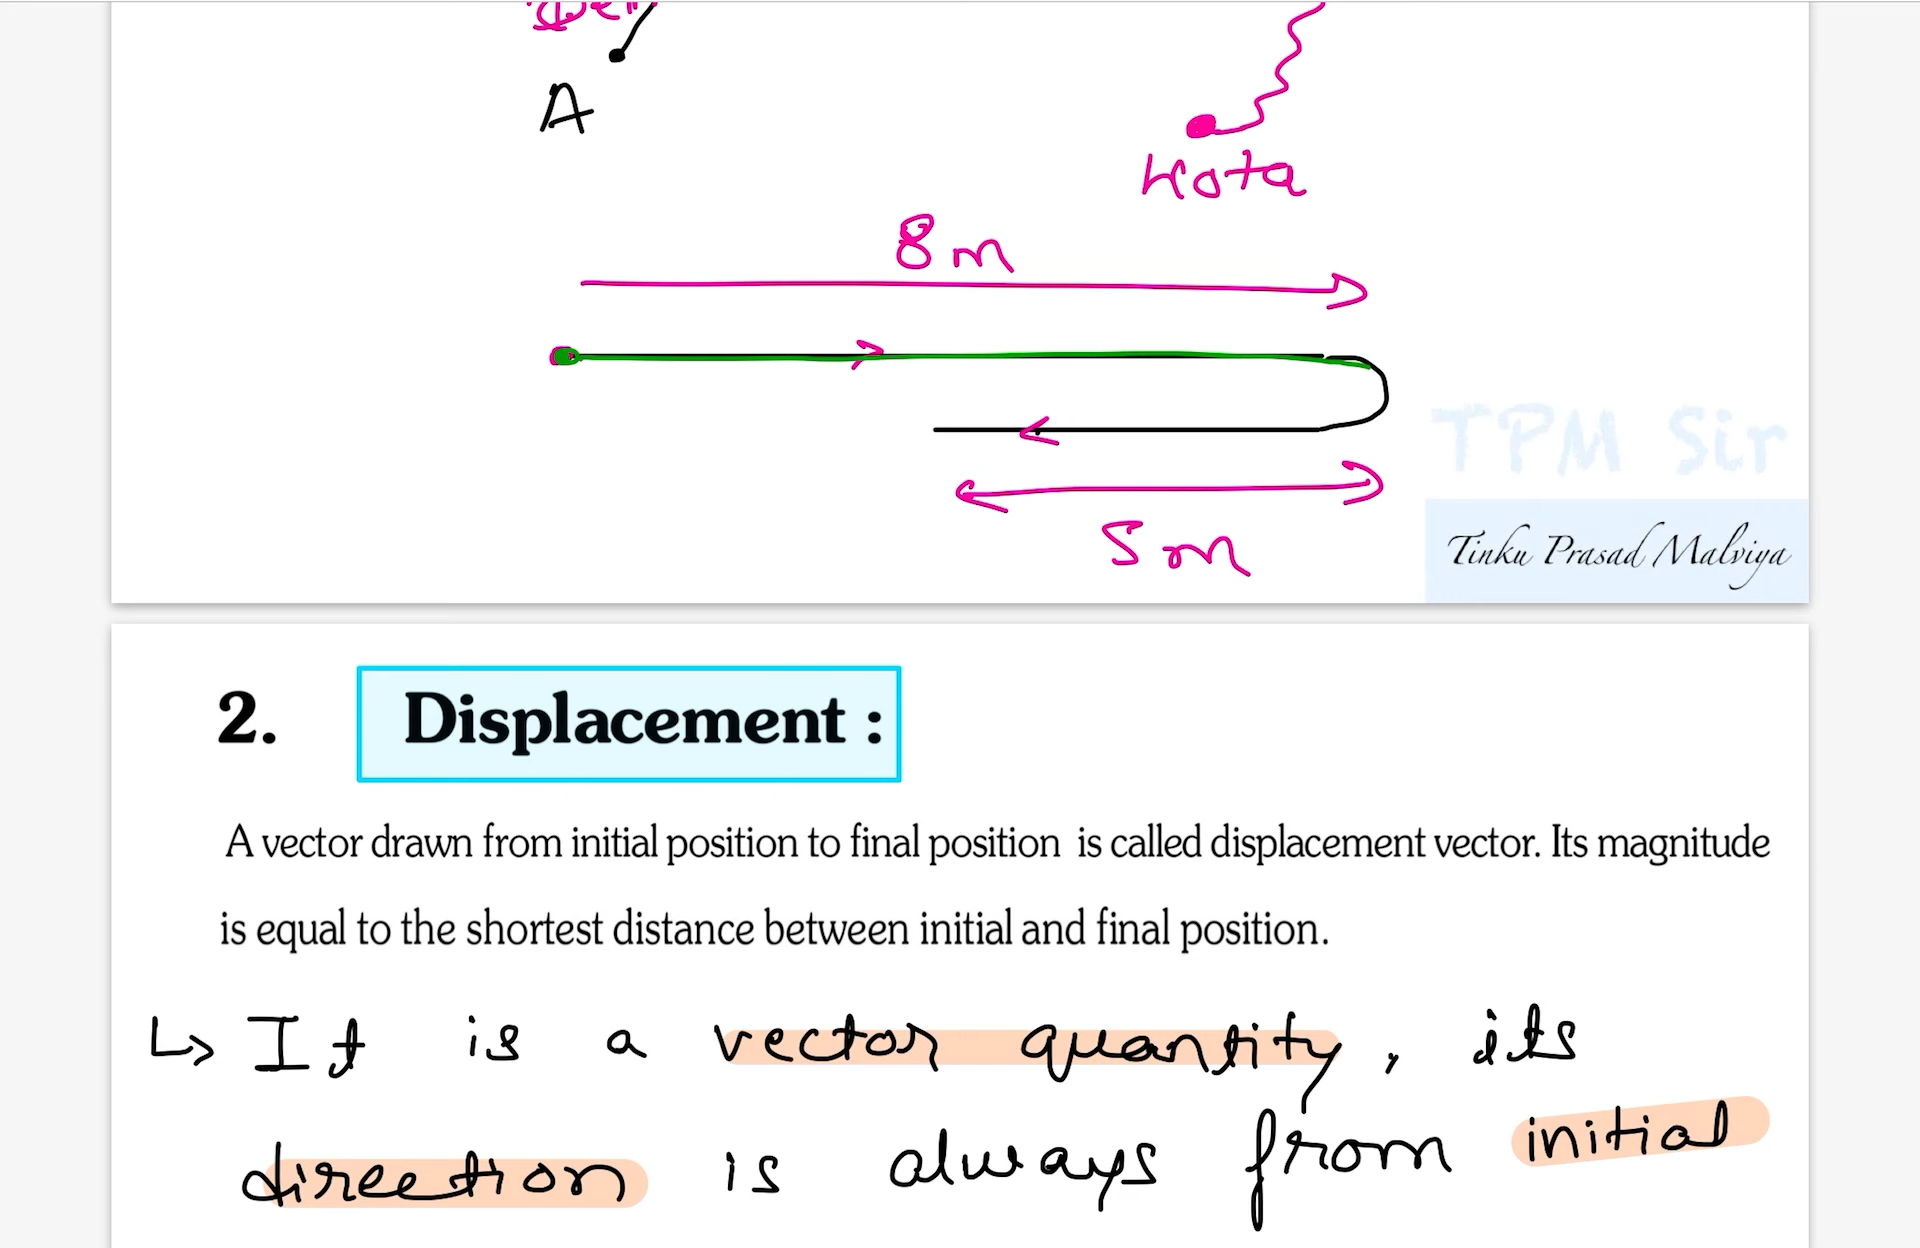 A
Kota
8 m
TPM Sir
5 m
Tinku Prasad Malviya
2. Displacement :
A vector drawn from initial position to final position is called displacement vector. Its magnitude
is equal to the shortest distance between initial and final position.
↳ It is a vector quantity, its
direction is always from initial